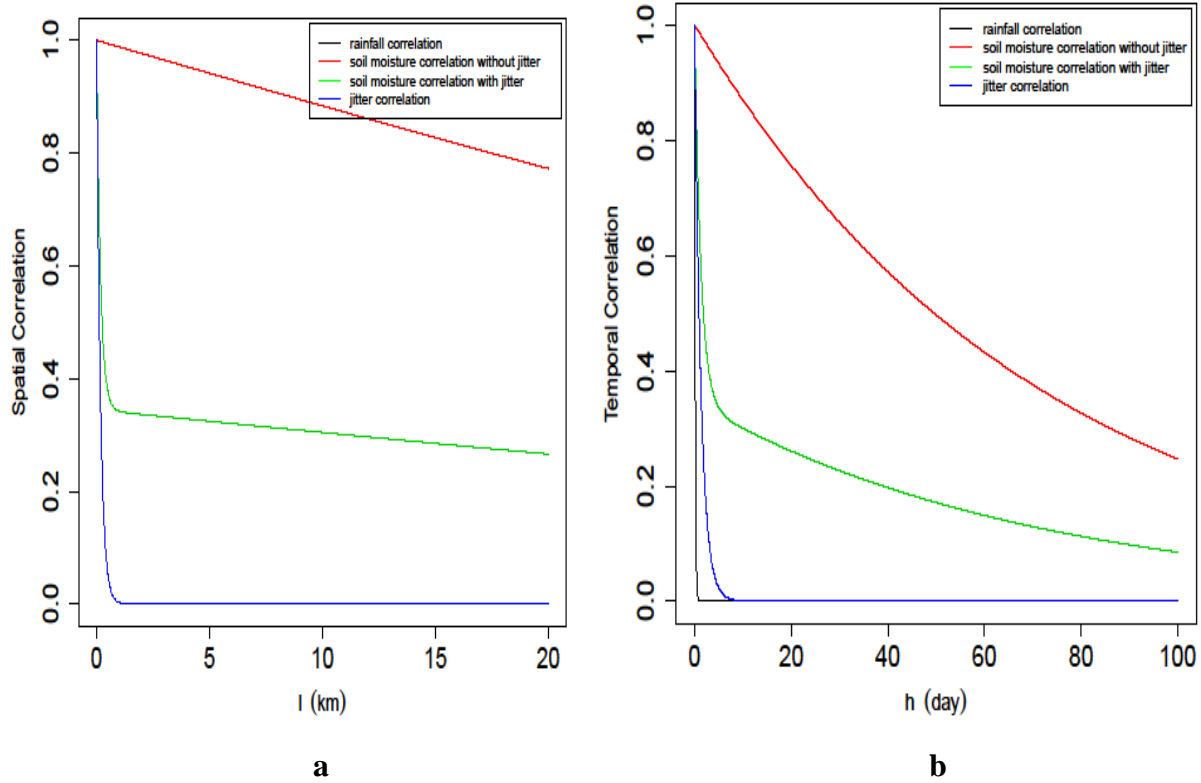 rainfall correlation
soil moisture correlation without jitter
soil moisture correlation with jitter
jitter correlation
Spatial Correlation
1.0
0.8
0.6
0.4
0.2
0.0
0 5 10 15 20
l (km)
a
rainfall correlation
soil moisture correlation without jitter
soil moisture correlation with jitter
jitter correlation
Temporal Correlation
1.0
0.8
0.6
0.4
0.2
0.0
0 20 40 60 80 100
h (day)
b